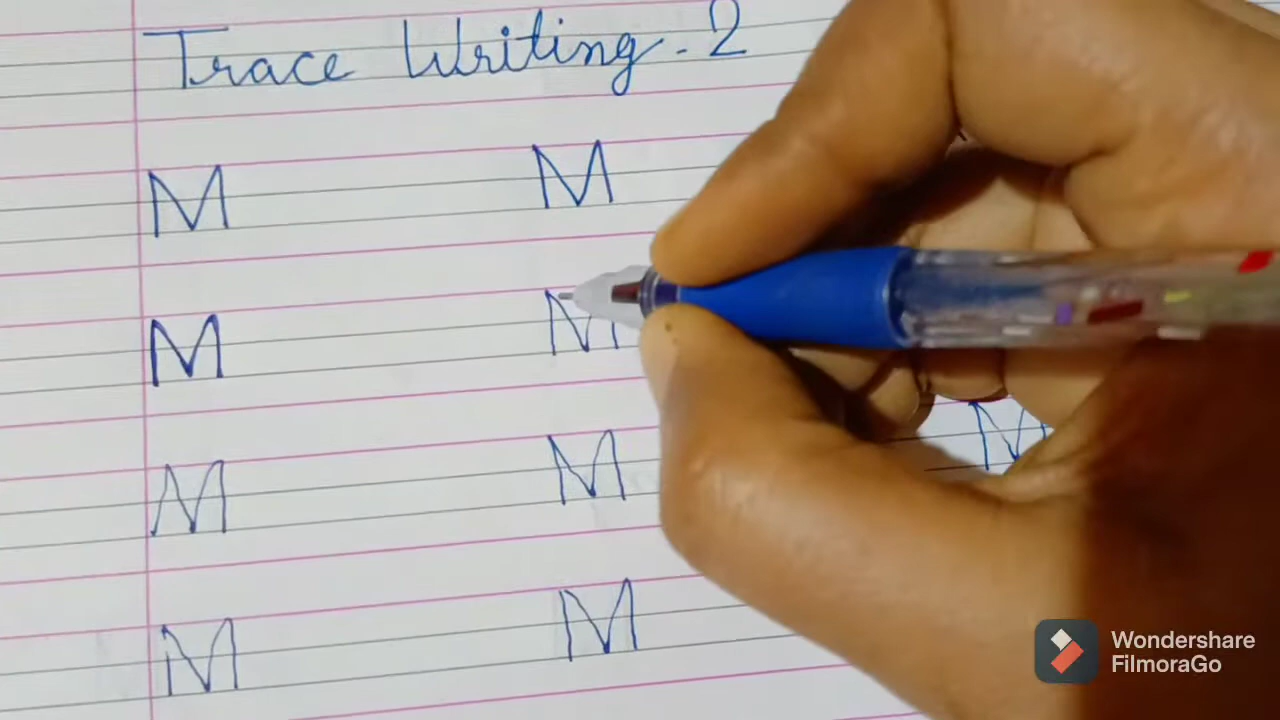 Trace Writing - 2
M M
M M
M M M
M M
Wondershare
FilmoraGo